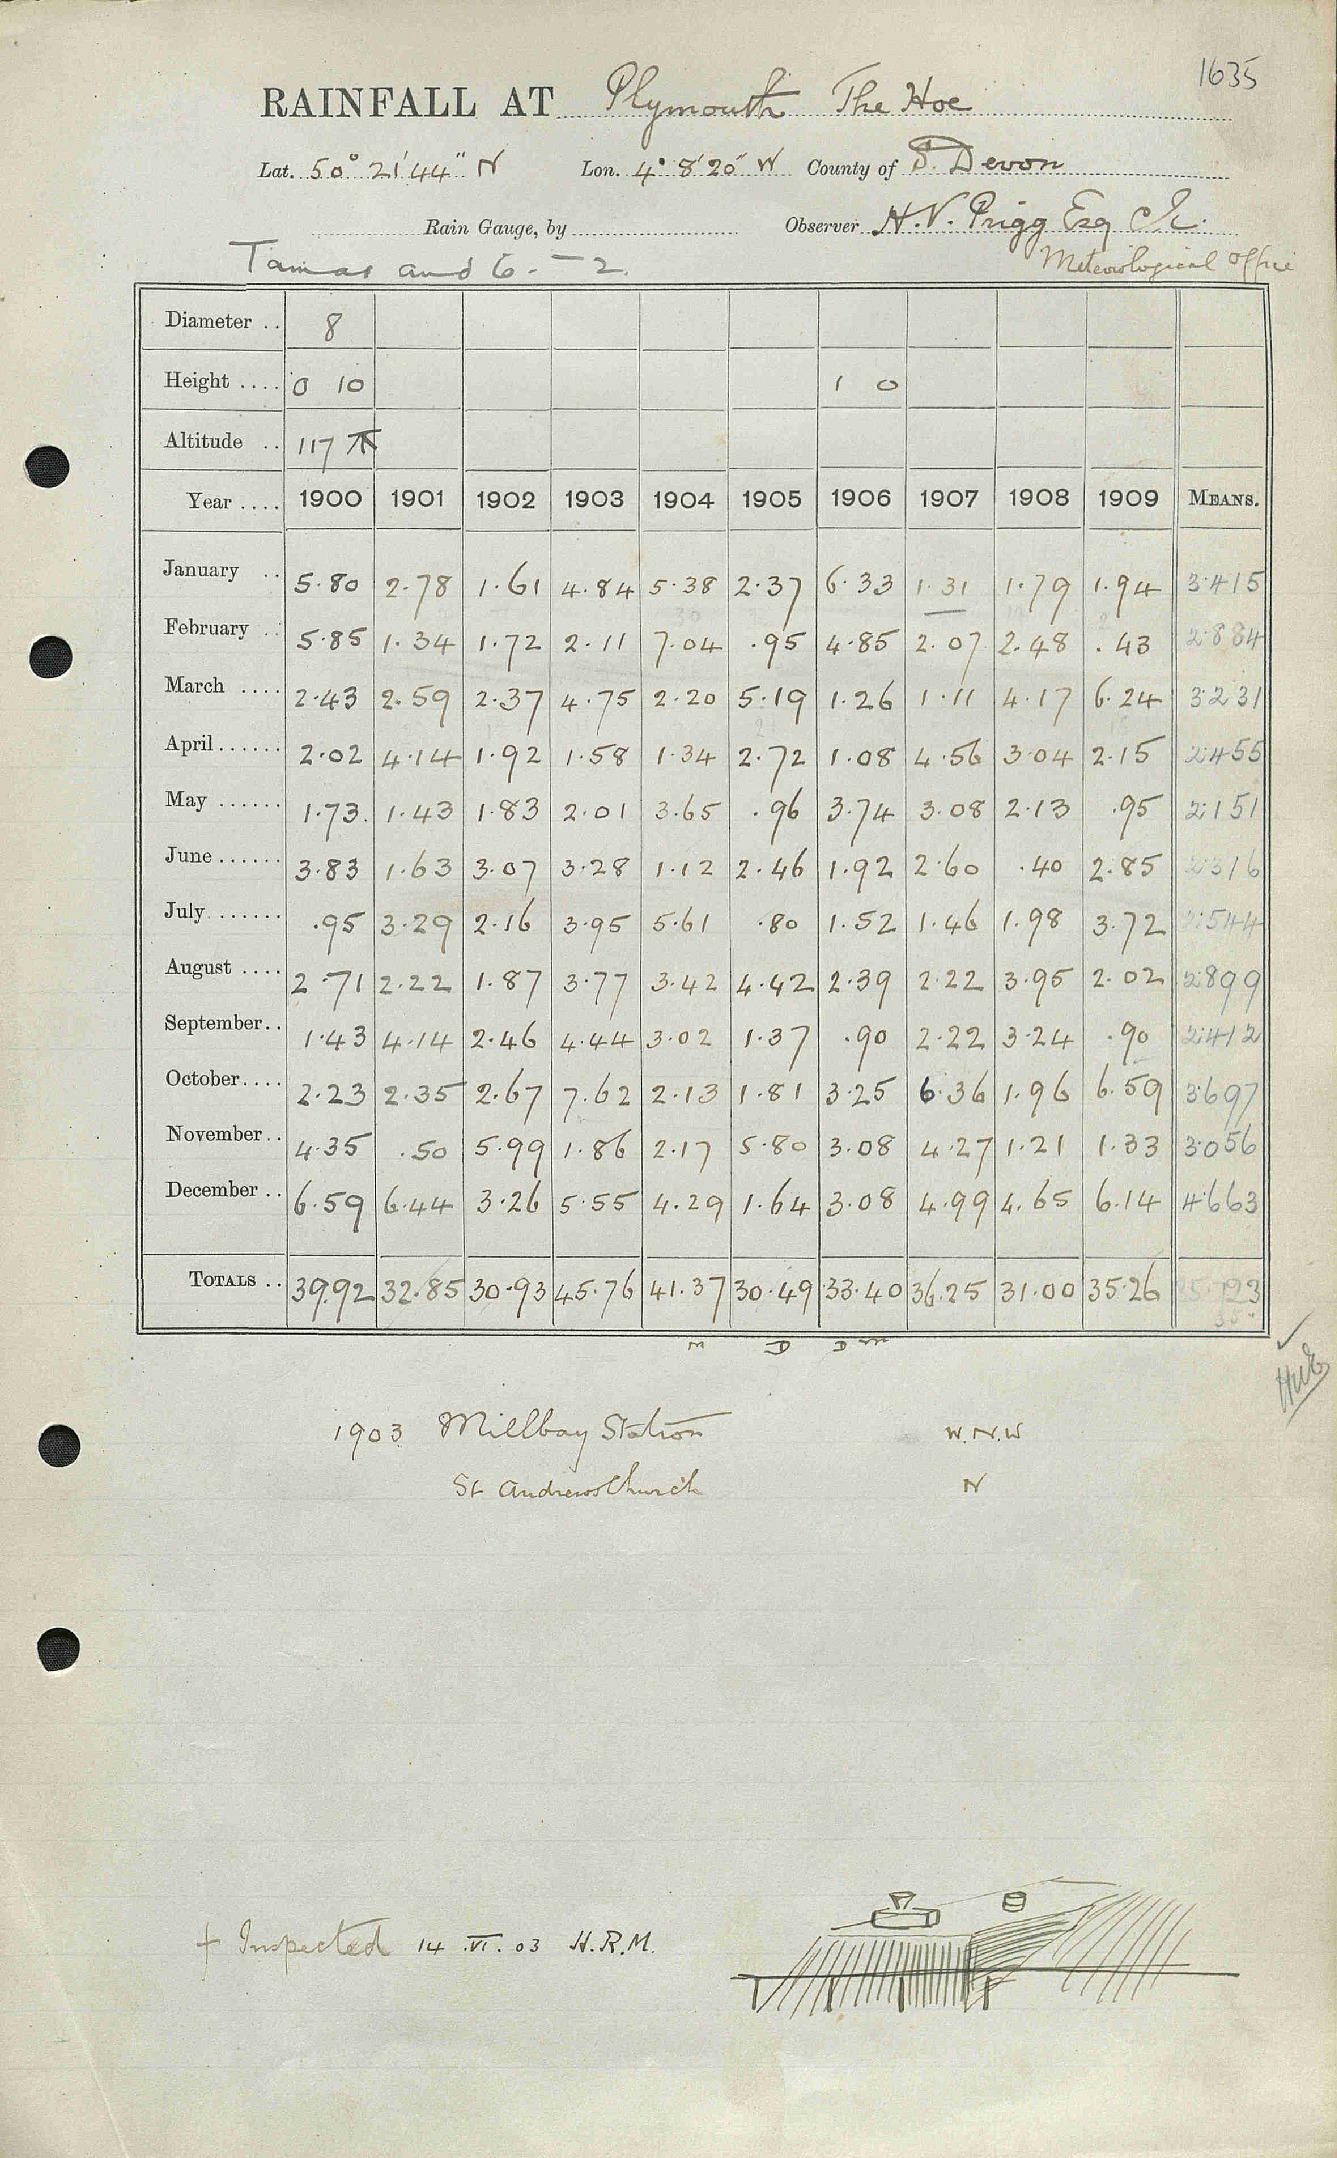 1635
RAINFALL AT Plymouth The Hoe
Lat. 50° 21' 44" N Lon. 4° 8' 20" W County of S. Devon
Rain Gauge, by Observer H.V. Prigg Esq C.E.
Tamar and 6. — 2. Meteorological Office
Diameter .. 8
Height .... 0 10 1 0
Altitude .. 117
Year .... 1900 1901 1902 1903 1904 1905 1906 1907 1908 1909 MEANS.
January .. 5.80 2.78 1.61 4.84 5.38 2.37 6.33 1.31 1.79 1.94 3.415
February .. 5.85 1.34 1.72 2.11 7.04 .95 4.85 2.07 2.48 .43 2.884
March .... 2.43 2.59 2.37 4.75 2.20 5.19 1.26 1.11 4.17 6.24 3.231
April...... 2.02 4.14 1.92 1.58 1.34 2.72 1.08 4.56 3.04 2.15 2.455
May ...... 1.73 1.43 1.83 2.01 3.65 .96 3.74 3.08 2.13 .95 2.151
June ...... 3.83 1.63 3.07 3.28 1.12 2.46 1.92 2.60 .40 2.85 2.316
July....... .95 3.29 2.16 3.95 5.61 .80 1.52 1.46 1.98 3.72 2.544
August .... 2.71 2.22 1.87 3.77 3.42 4.42 2.39 2.22 3.95 2.02 2.899
September.. 1.43 4.14 2.46 4.44 3.02 1.37 .90 2.22 3.24 .90 2.412
October.... 2.23 2.35 2.67 7.62 2.13 1.81 3.25 6.36 1.96 6.59 3.697
November.. 4.35 .50 5.99 1.86 2.17 5.80 3.08 4.27 1.21 1.33 3.056
December .. 6.59 6.44 3.26 5.55 4.29 1.64 3.08 4.99 4.65 6.14 4.663
TOTALS .. 39.92 32.85 30.93 45.76 41.37 30.49 33.40 36.25 31.00 35.26 35.723
m D D m
1903 Millbay Station W.N.W
St Andrews Church N
† Inspected 14.VI.03 H.R.M.